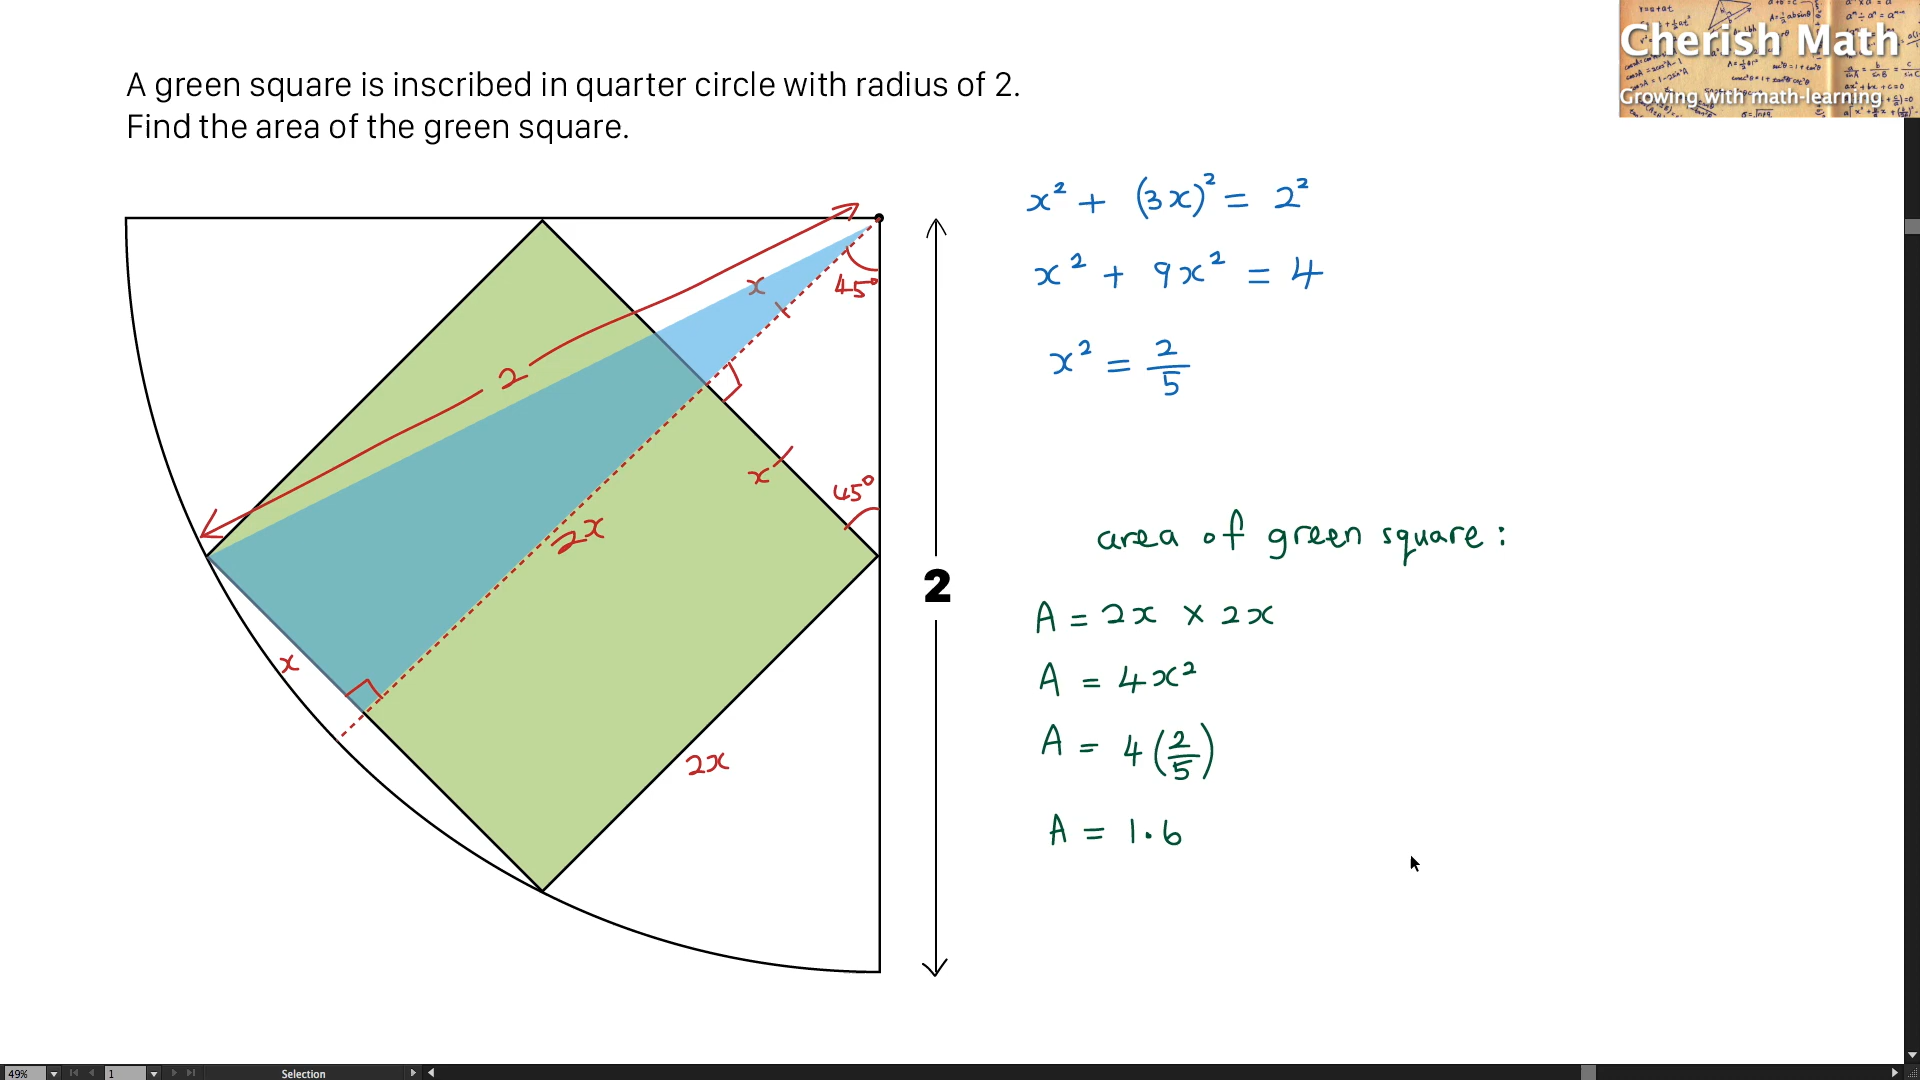 Cherish Math
Growing with math-learning
A green square is inscribed in quarter circle with radius of 2.
Find the area of the green square.
x² + (3x)² = 2²
x² + 9x² = 4
x² = 2/5
area of green square:
A = 2x × 2x
A = 4x²
A = 4(2/5)
A = 1.6
x
45°
2
x
45°
2x
2
x
2x
49%
1
Selection